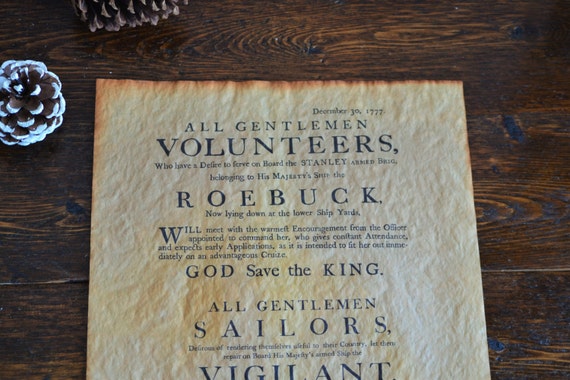 December 30, 1777.
ALL GENTLEMEN
VOLUNTEERS,
Who have a Desire to serve on Board the STANLEY ARMED BRIG,
belonging to His Majesty's Ship the
ROEBUCK,
Now lying down at the lower Ship Yards,
WILL meet with the warmest Encouragement from the Officer
appointed to command her, who gives constant Attendance,
and expects early Applications, as it is intended to fit her out imme-
diately on an advantageous Cruize.
GOD Save the KING.
ALL GENTLEMEN
SAILORS,
Desirous of rendering themselves useful to their Country, let them
repair on Board His Majesty's armed Ship the
VIGILANT